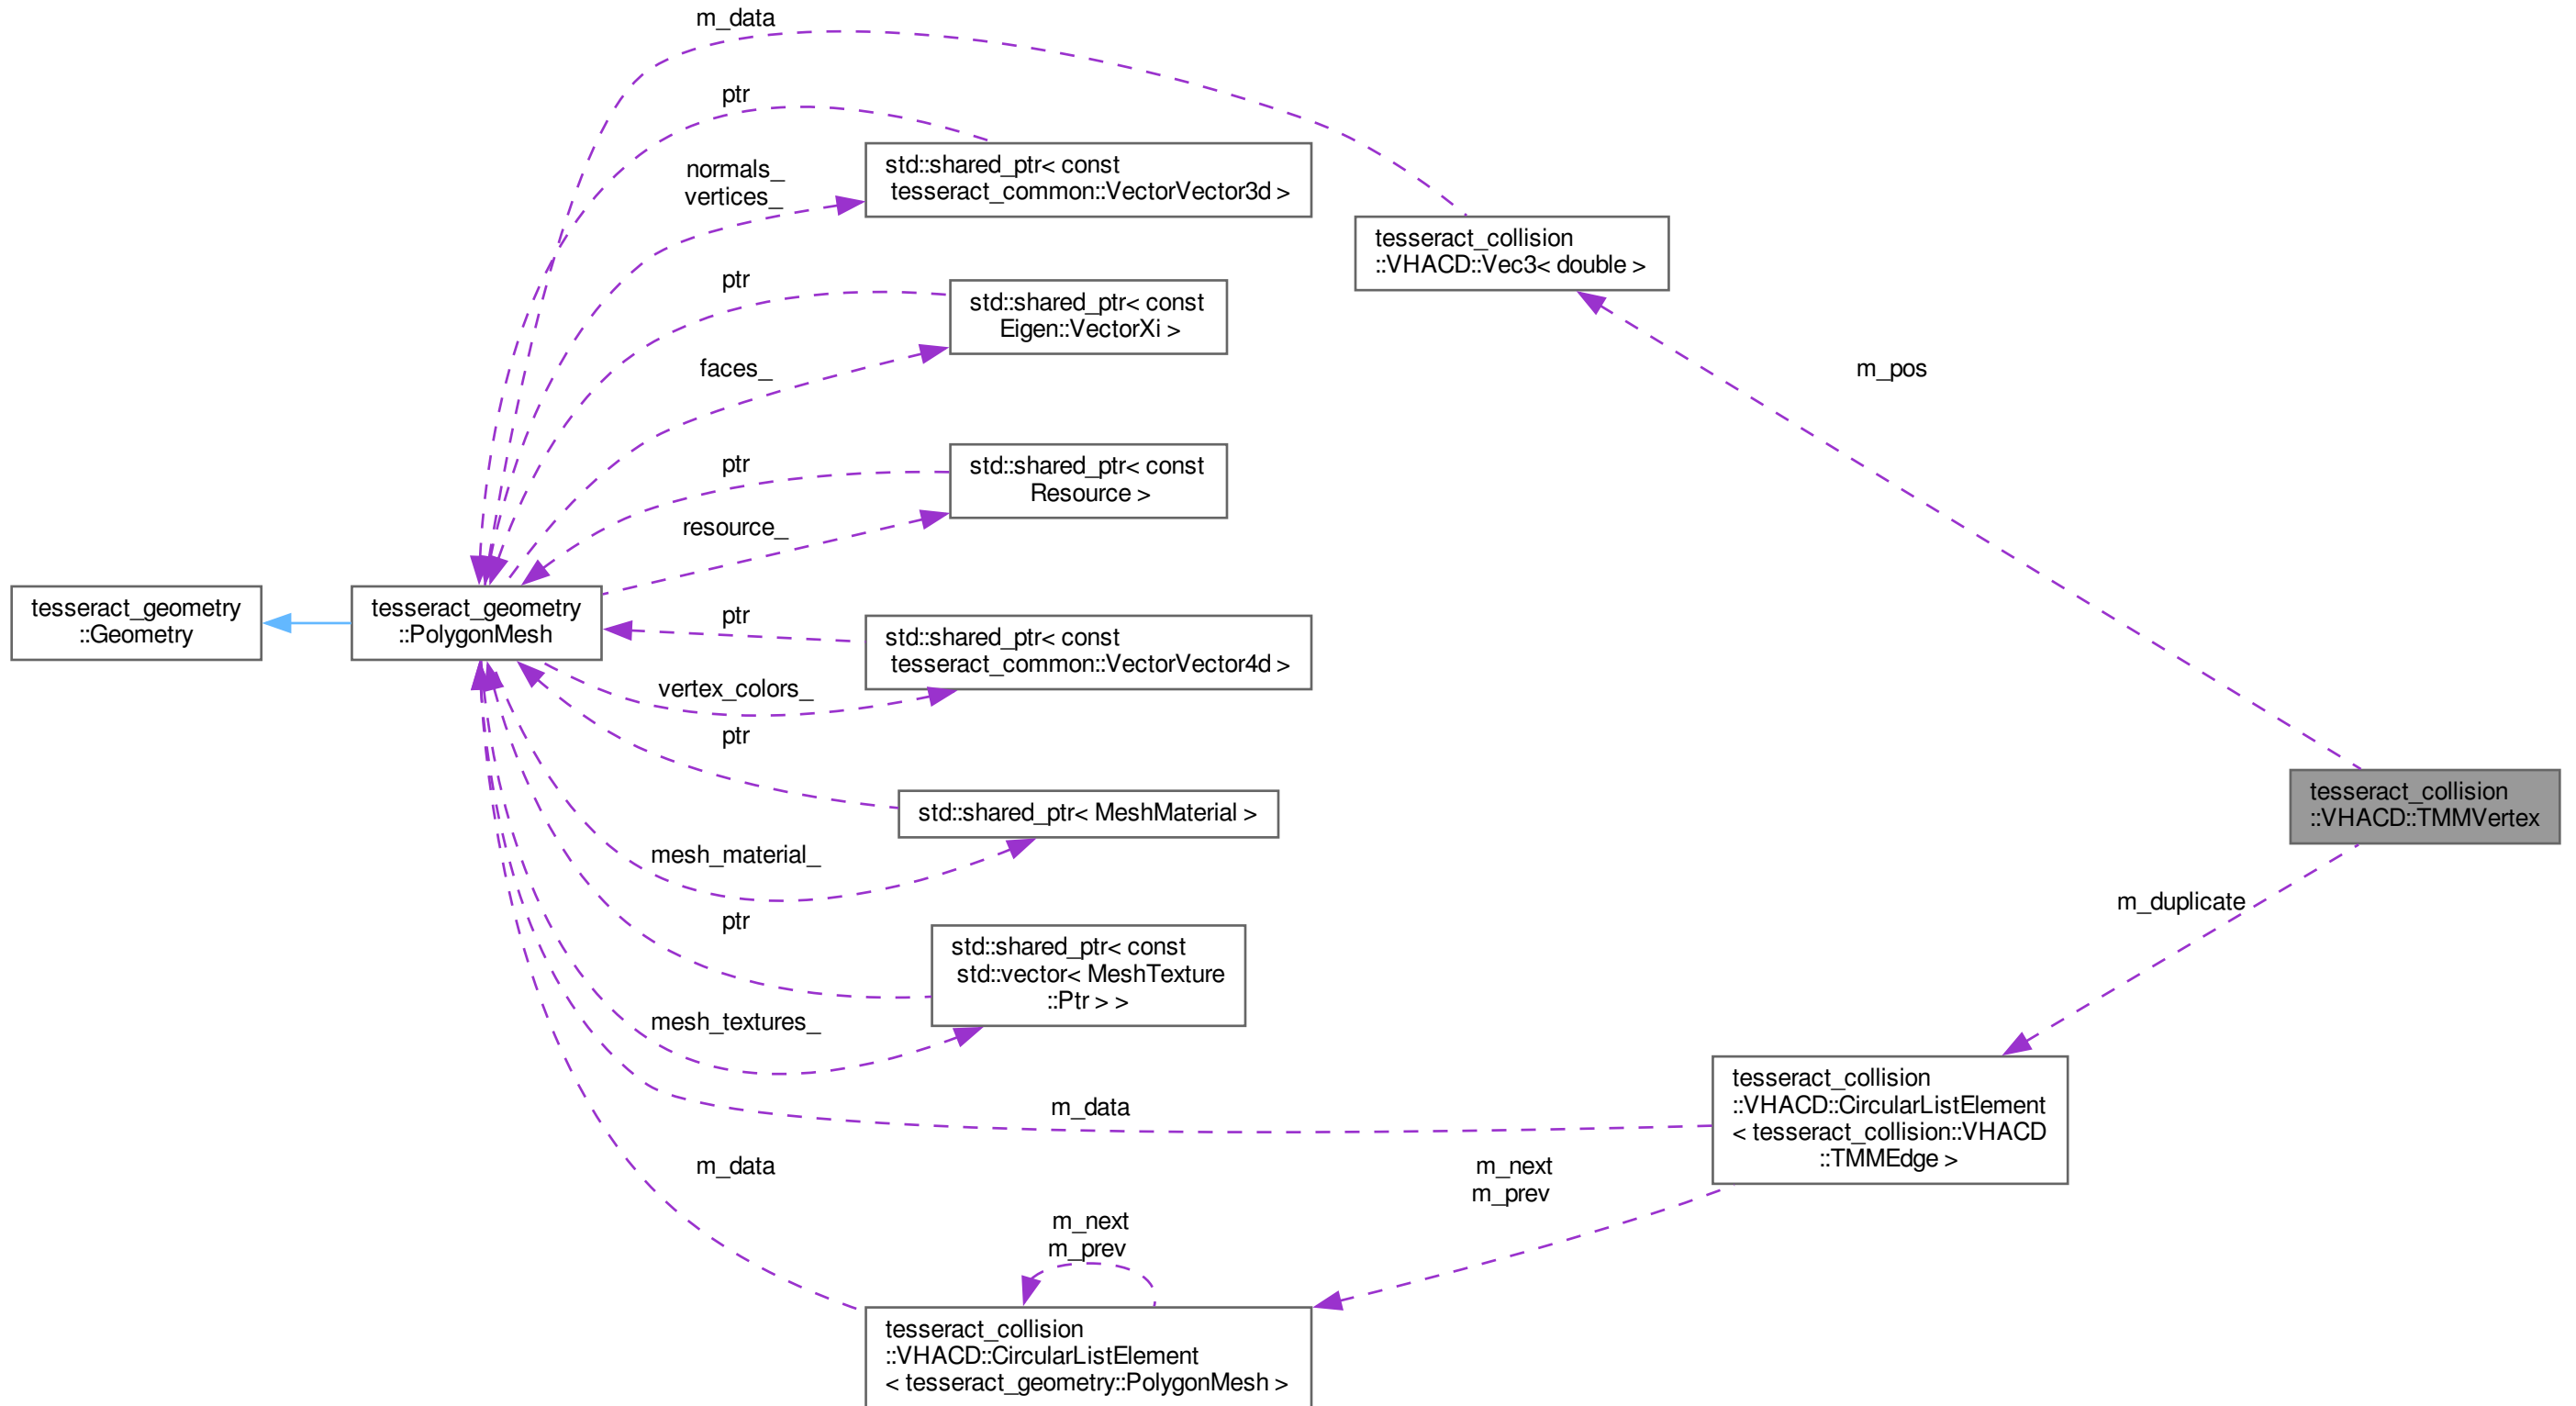 m_data
ptr
std::shared_ptr< const
tesseract_common::VectorVector3d >
normals_
vertices_
tesseract_collision
::VHACD::Vec3< double >
ptr
std::shared_ptr< const
Eigen::VectorXi >
faces_
m_pos
ptr
std::shared_ptr< const
Resource >
resource_
tesseract_geometry
::Geometry
tesseract_geometry
::PolygonMesh
ptr
std::shared_ptr< const
tesseract_common::VectorVector4d >
vertex_colors_
ptr
std::shared_ptr< MeshMaterial >
tesseract_collision
::VHACD::TMMVertex
mesh_material_
ptr
m_duplicate
std::shared_ptr< const
std::vector< MeshTexture
::Ptr > >
mesh_textures_
m_data
tesseract_collision
::VHACD::CircularListElement
< tesseract_collision::VHACD
::TMMEdge >
m_data
m_next
m_prev
m_next
m_prev
tesseract_collision
::VHACD::CircularListElement
< tesseract_geometry::PolygonMesh >